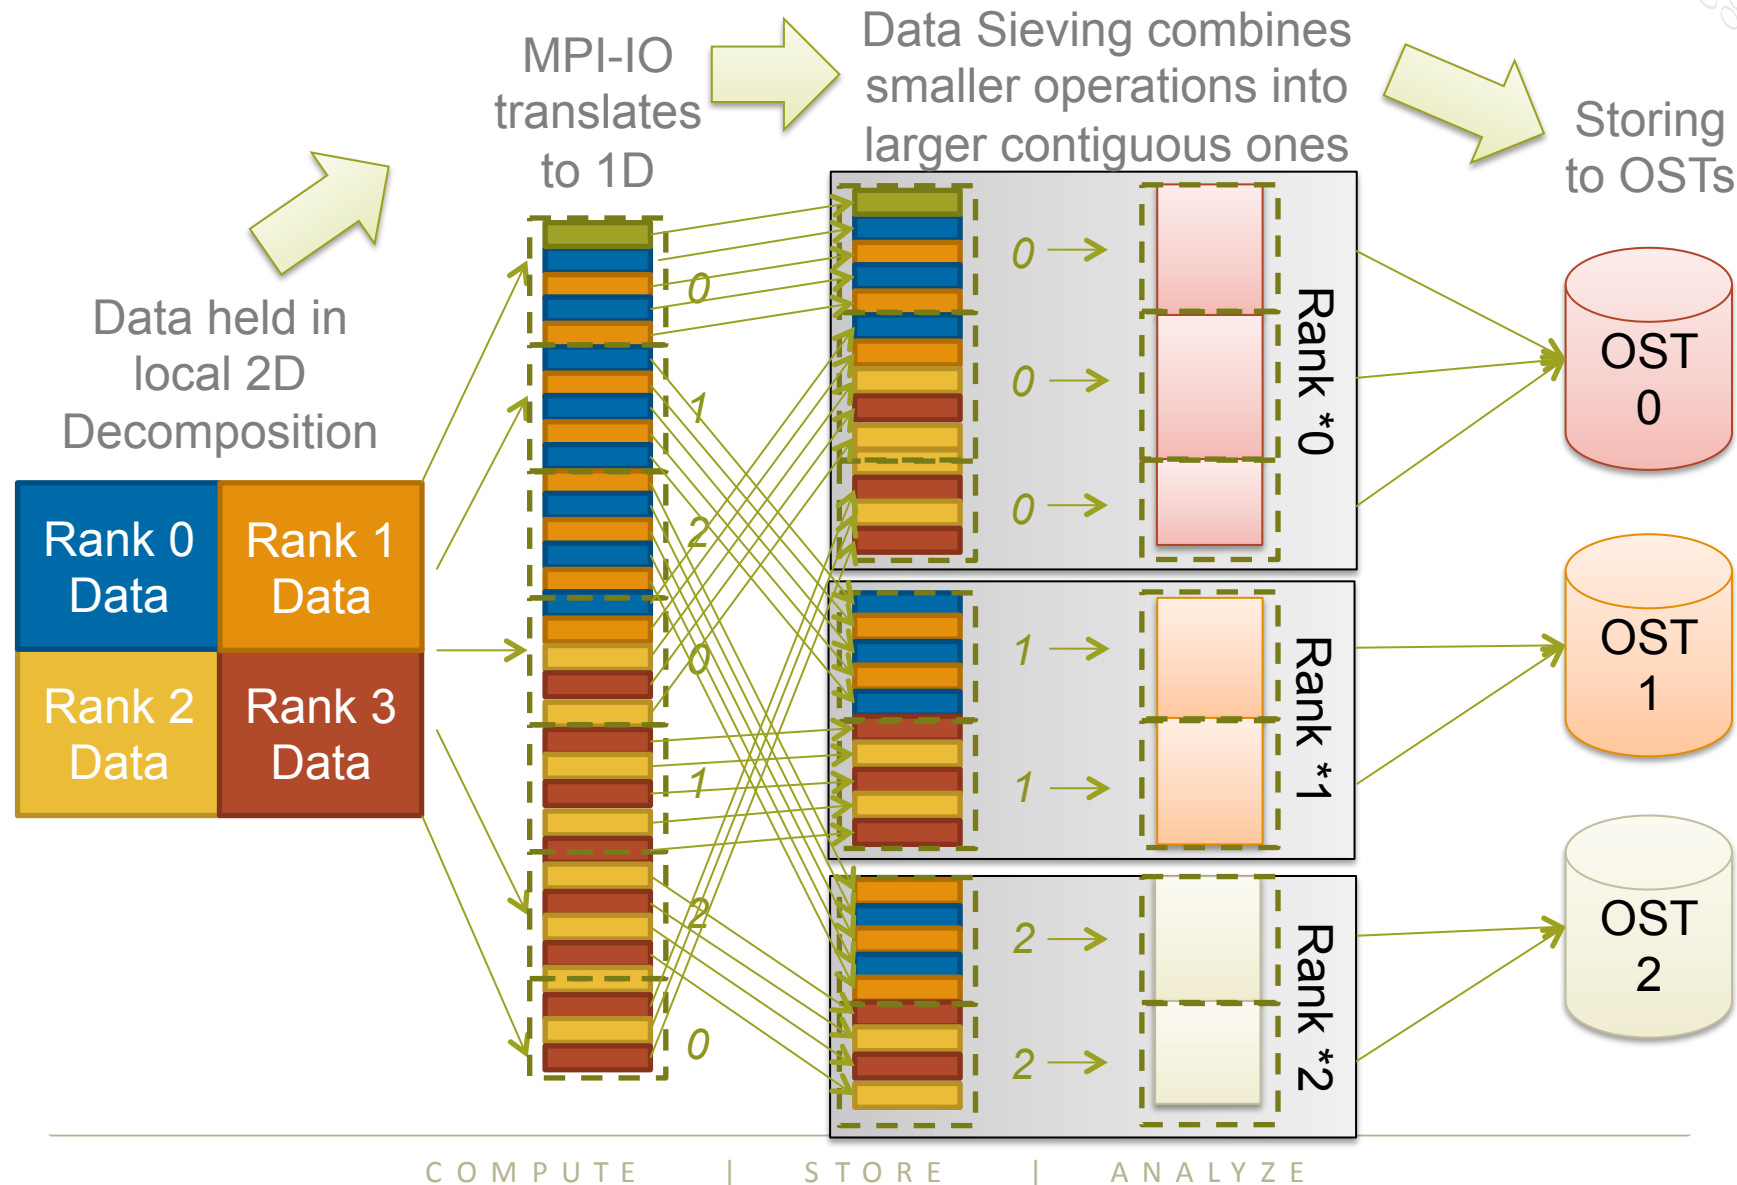 MPI-IO
translates
to 1D
Data Sieving combines
smaller operations into
larger contiguous ones
Storing
to OSTs
Data held in
local 2D
Decomposition
Rank 0
Data
Rank 1
Data
Rank 2
Data
Rank 3
Data
0
1
2
0
1
2
0
0
0
0
Rank *0
1
1
Rank *1
2
2
Rank *2
OST
0
OST
1
OST
2
COMPUTE | STORE | ANALYZE